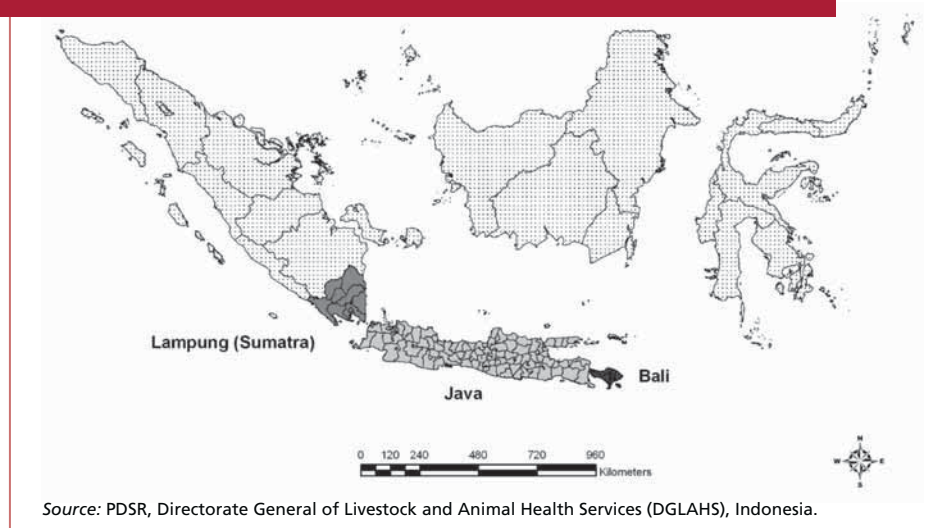 Lampung (Sumatra)
Java
Bali
0 120 240 480 720 960
Kilometers
N
W E
S
Source: PDSR, Directorate General of Livestock and Animal Health Services (DGLAHS), Indonesia.